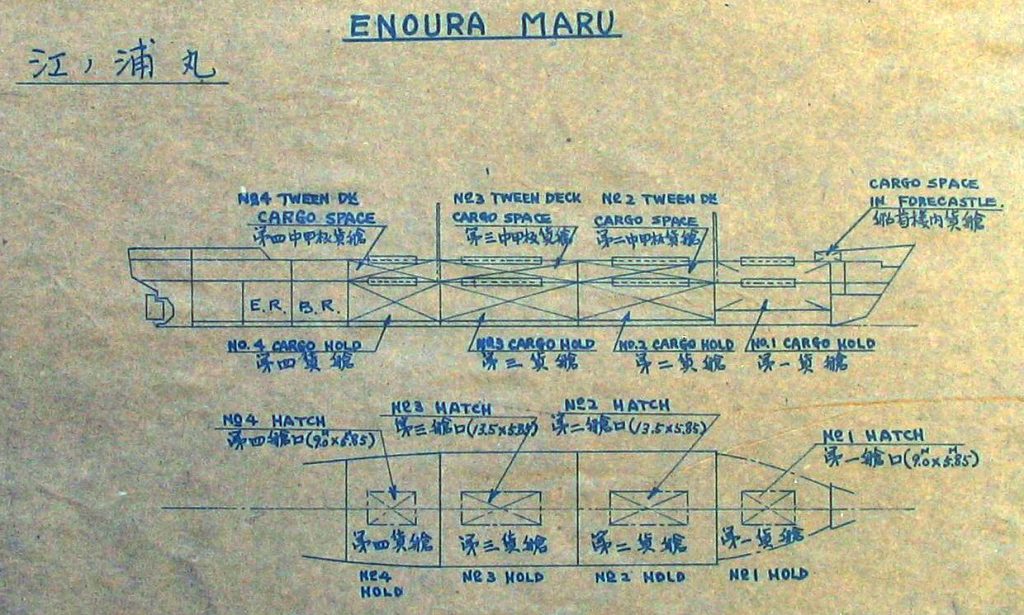 ENOURA MARU
江ノ浦丸
No4 TWEEN DK
CARGO SPACE
第四中甲板貨艙
No3 TWEEN DECK
CARGO SPACE
第三中甲板貨艙
No2 TWEEN DK
CARGO SPACE
第二中甲板貨艙
CARGO SPACE
IN FORECASTLE.
船首楼内貨艙
E.R.
B.R.
NO.4 CARGO HOLD
第四貨艙
No3 CARGO HOLD
第三貨艙
NO.2 CARGO HOLD
第二貨艙
NO.1 CARGO HOLD
第一貨艙
No4 HATCH
第四艙口(9.0M×5.85)
No3 HATCH
第三艙口(13.5×5.85)
No2 HATCH
第二艙口(13.5×5.85)
No1 HATCH
第一艙口(9.0M×5.85M)
第四貨艙
第三貨艙
第二貨艙
第一貨艙
No4
HOLD
No3 HOLD
No2 HOLD
No1 HOLD